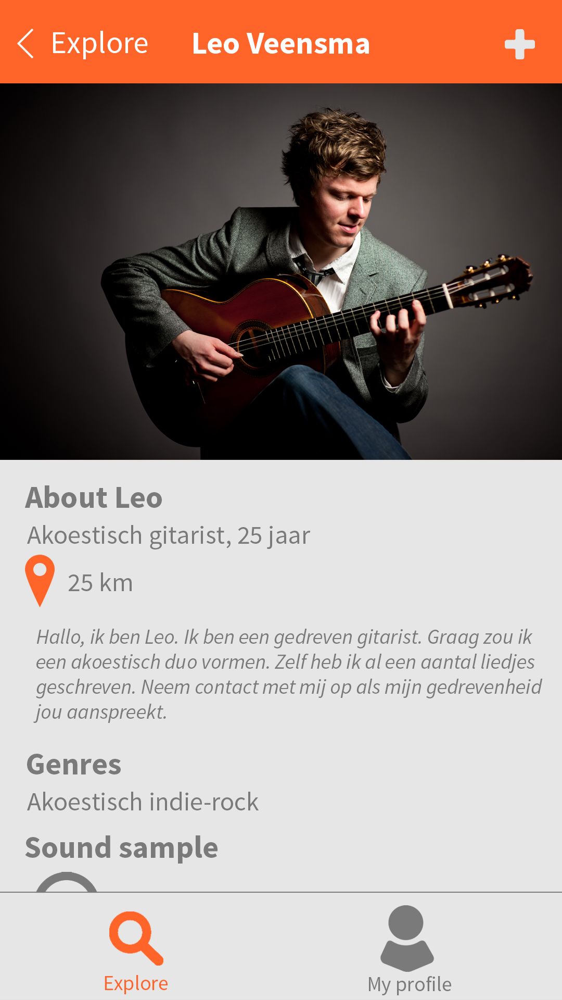 Explore
Leo Veensma
About Leo
Akoestisch gitarist, 25 jaar
25 km
Hallo, ik ben Leo. Ik ben een gedreven gitarist. Graag zou ik
een akoestisch duo vormen. Zelf heb ik al een aantal liedjes
geschreven. Neem contact met mij op als mijn gedrevenheid
jou aanspreekt.
Genres
Akoestisch indie-rock
Sound sample
Explore
My profile